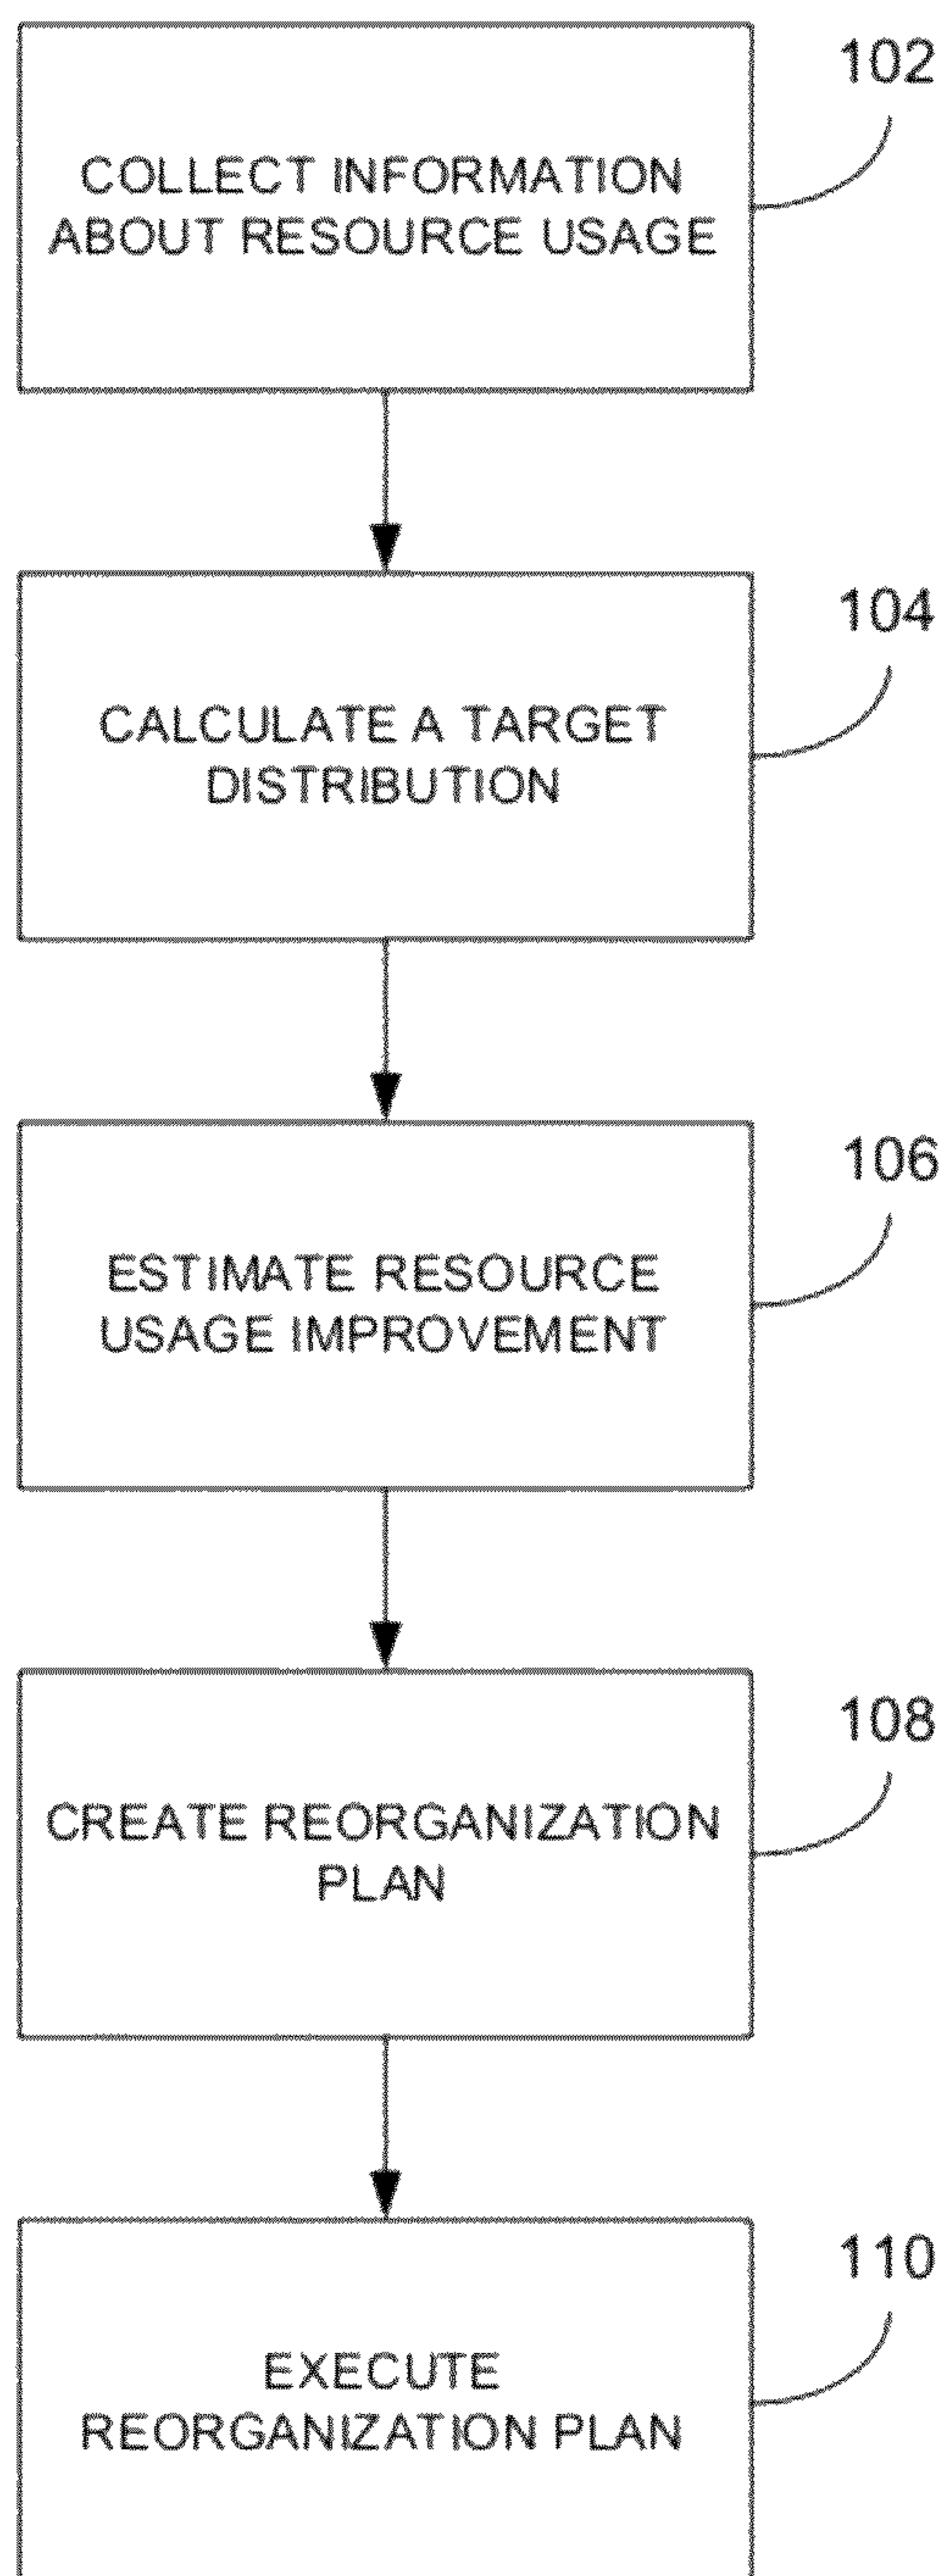 102
COLLECT INFORMATION
ABOUT RESOURCE USAGE
104
CALCULATE A TARGET
DISTRIBUTION
106
ESTIMATE RESOURCE
USAGE IMPROVEMENT
108
CREATE REORGANIZATION
PLAN
110
EXECUTE
REORGANIZATION PLAN